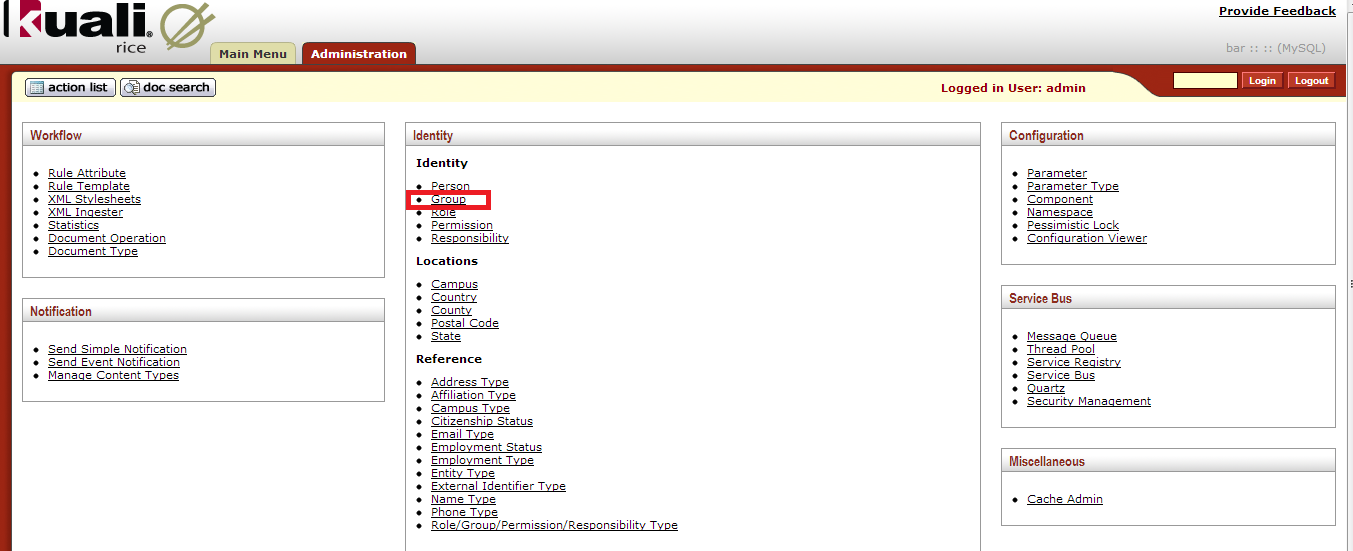 kuali®
rice
Provide Feedback
Main Menu
Administration
bar :: :: (MySQL)
action list
doc search
Logged in User: admin
Login
Logout
Workflow
Rule Attribute
Rule Template
XML Stylesheets
XML Ingester
Statistics
Document Operation
Document Type
Notification
Send Simple Notification
Send Event Notification
Manage Content Types
Identity
Identity
Person
Group
Role
Permission
Responsibility
Locations
Campus
Country
County
Postal Code
State
Reference
Address Type
Affiliation Type
Campus Type
Citizenship Status
Email Type
Employment Status
Employment Type
Entity Type
External Identifier Type
Name Type
Phone Type
Role/Group/Permission/Responsibility Type
Configuration
Parameter
Parameter Type
Component
Namespace
Pessimistic Lock
Configuration Viewer
Service Bus
Message Queue
Thread Pool
Service Registry
Service Bus
Quartz
Security Management
Miscellaneous
Cache Admin